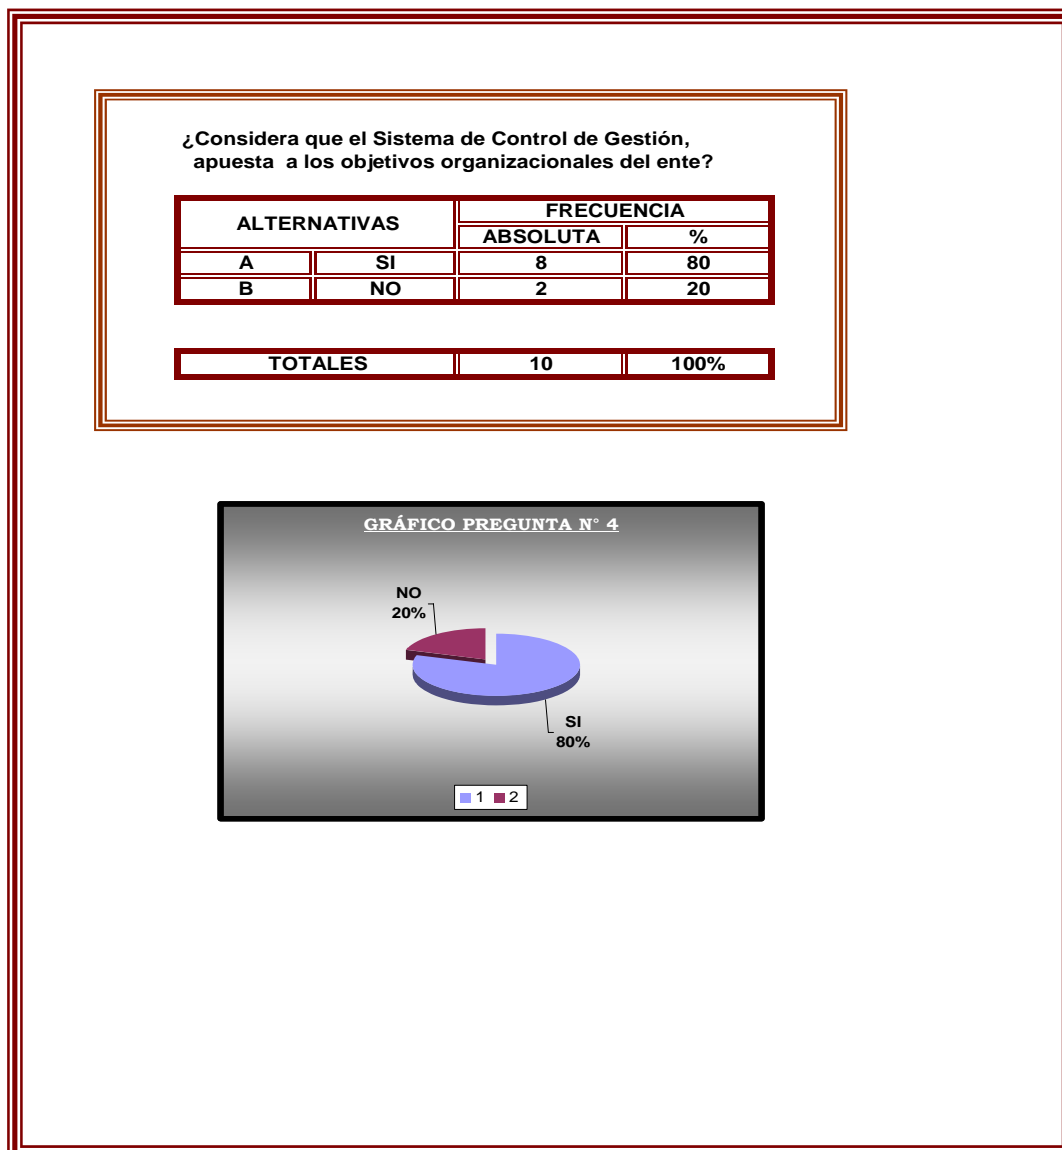 ¿Considera que el Sistema de Control de Gestión,
apuesta a los objetivos organizacionales del ente?
ALTERNATIVAS FRECUENCIA
ABSOLUTA %
A SI 8 80
B NO 2 20
TOTALES 10 100%
GRÁFICO PREGUNTA N° 4
NO
20%
SI
80%
1 2